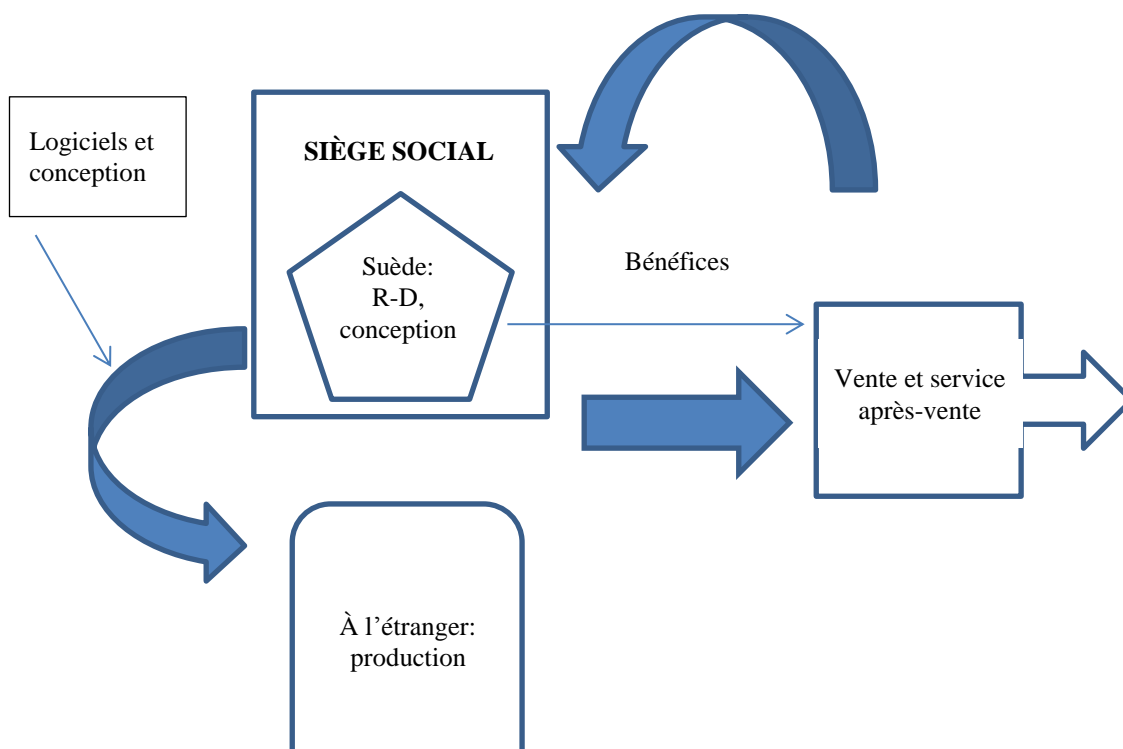 Logiciels et
conception
SIÈGE SOCIAL
Suède:
R-D,
conception
Bénéfices
Vente et service
après-vente
À l’étranger:
production